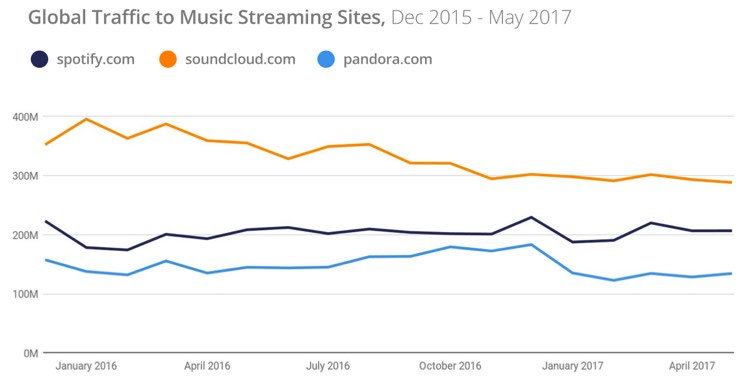 Global Traffic to Music Streaming Sites, Dec 2015 - May 2017
spotify.com soundcloud.com pandora.com
400M
300M
200M
100M
0M
January 2016 April 2016 July 2016 October 2016 January 2017 April 2017